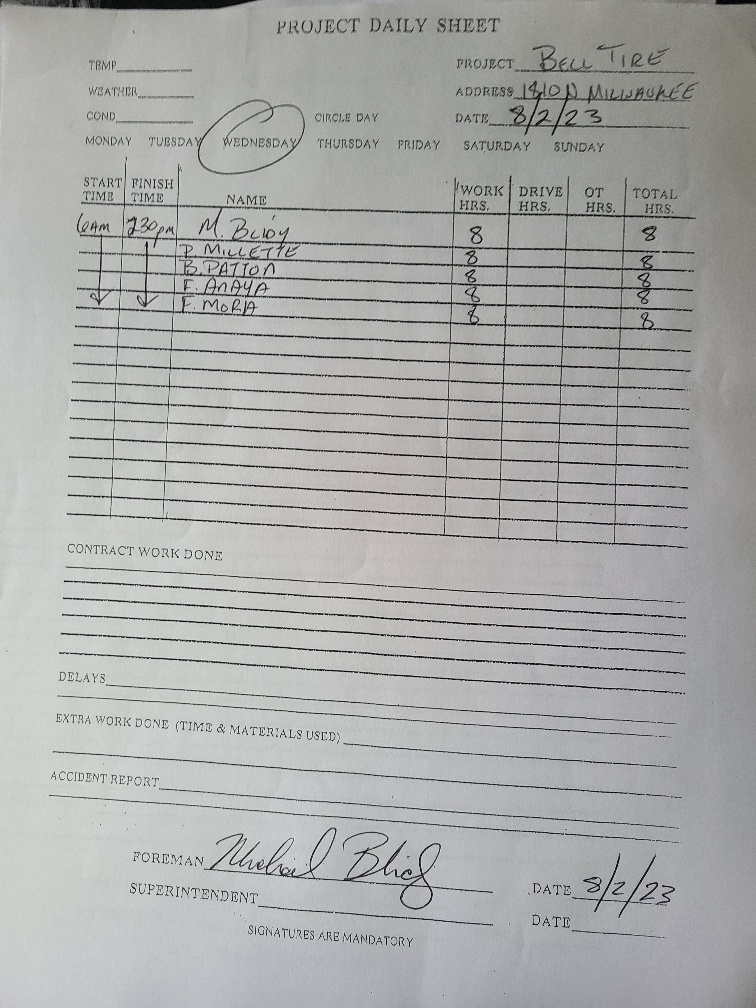 PROJECT DAILY SHEET
TEMP PROJECT BELL TIRE
WEATHER ADDRESS 1810 N MILWAUKEE
COND CIRCLE DAY DATE 8/2/23
MONDAY TUESDAY WEDNESDAY THURSDAY FRIDAY SATURDAY SUNDAY
START TIME FINISH TIME NAME WORK HRS. DRIVE HRS. OT HRS. TOTAL HRS.
6AM 230pm M. 8 8
P. MILLETTE 8 8
B. PATTON 8 8
F. ANAYA 8 8
F. MORA 8 8
CONTRACT WORK DONE
DELAYS
EXTRA WORK DONE (TIME & MATERIALS USED)
ACCIDENT REPORT
FOREMAN Michael DATE 8/2/23
SUPERINTENDENT DATE
SIGNATURES ARE MANDATORY